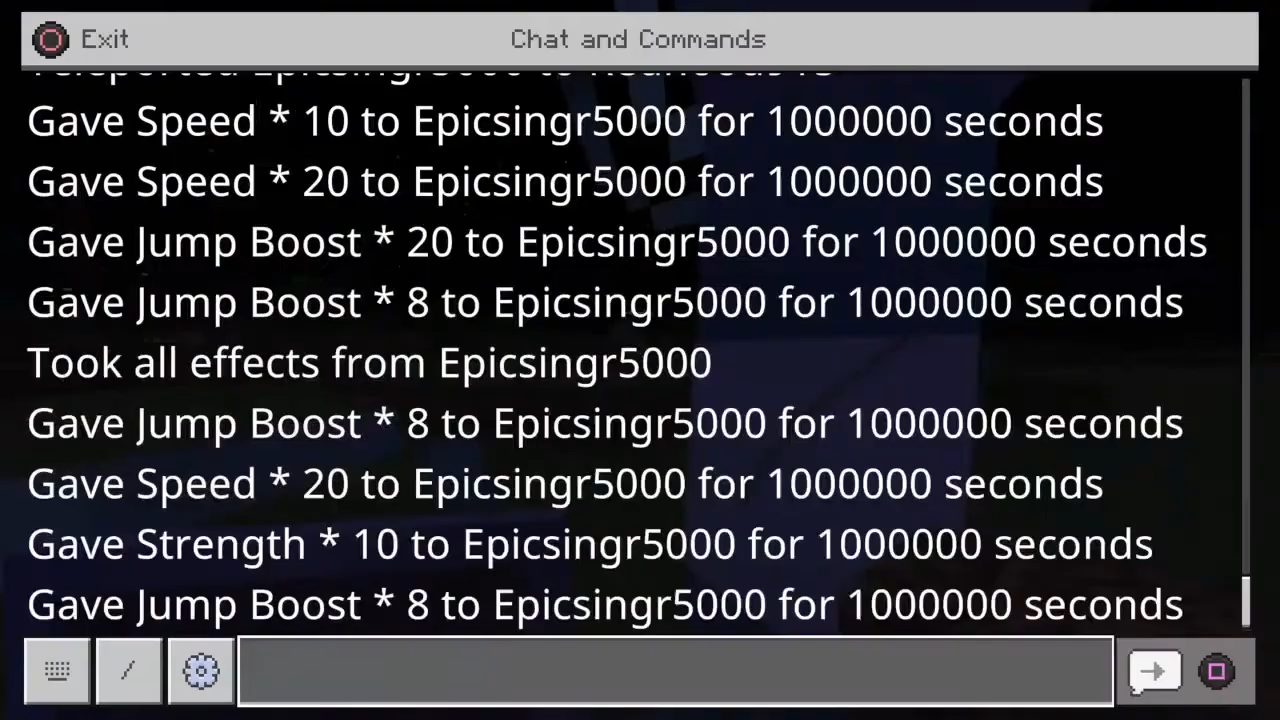 Exit
Chat and Commands
to
Gave Speed * 10 to Epicsingr5000 for 1000000 seconds
Gave Speed * 20 to Epicsingr5000 for 1000000 seconds
Gave Jump Boost * 20 to Epicsingr5000 for 1000000 seconds
Gave Jump Boost * 8 to Epicsingr5000 for 1000000 seconds
Took all effects from Epicsingr5000
Gave Jump Boost * 8 to Epicsingr5000 for 1000000 seconds
Gave Speed * 20 to Epicsingr5000 for 1000000 seconds
Gave Strength * 10 to Epicsingr5000 for 1000000 seconds
Gave Jump Boost * 8 to Epicsingr5000 for 1000000 seconds
/